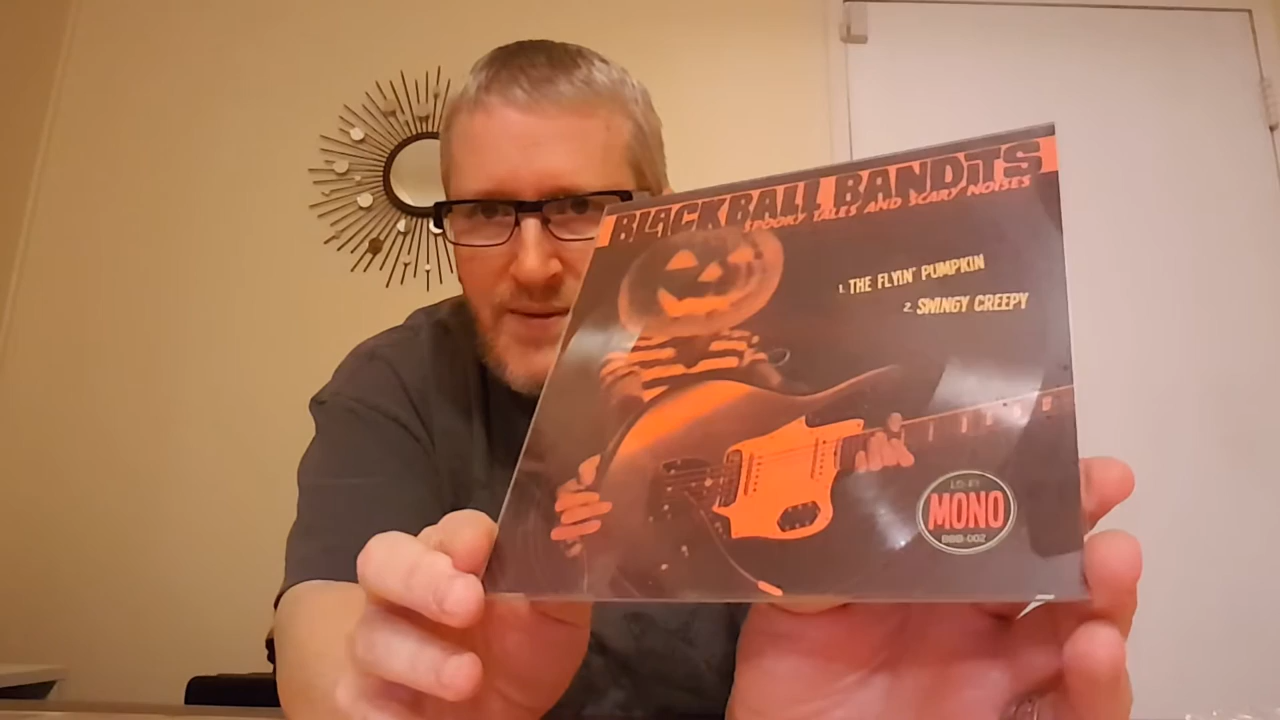 BLACKBALL BANDiTS
SPOOKY TALES AND SCARY NOISES
1. THE FLYIN' PUMPKIN
2. SWINGY CREEPY
LO-FI
MONO
BBB-002